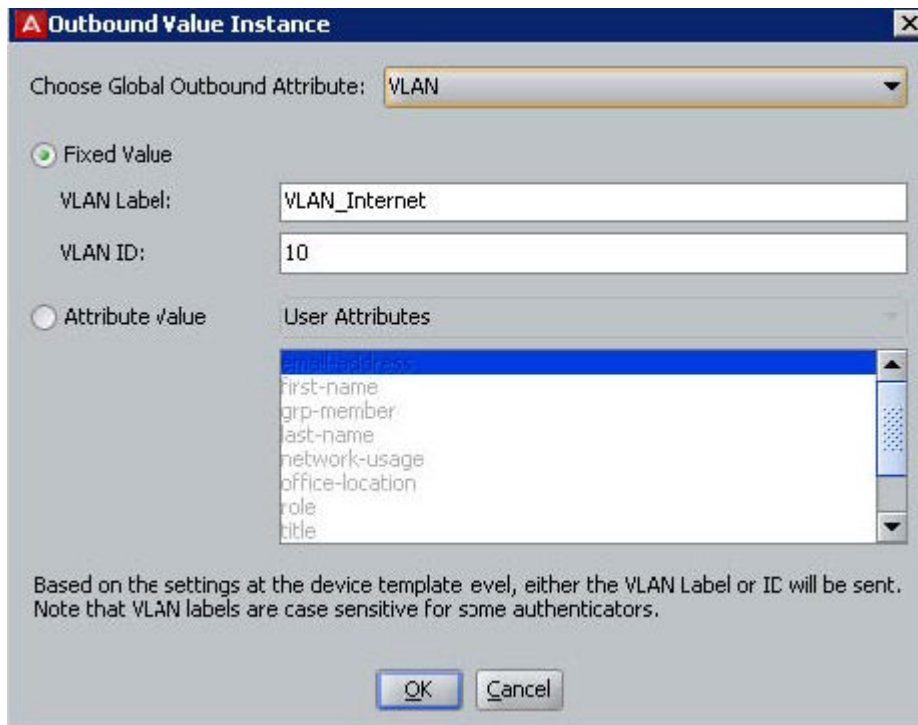 Outbound Value Instance
Choose Global Outbound Attribute: VLAN
Fixed Value
VLAN Label: VLAN_Internet
VLAN ID: 10
Attribute Value User Attributes
email-address
first-name
grp-member
last-name
network-usage
office-location
role
title
Based on the settings at the device template level, either the VLAN Label or ID will be sent.
Note that VLAN labels are case sensitive for some authenticators.
OK Cancel